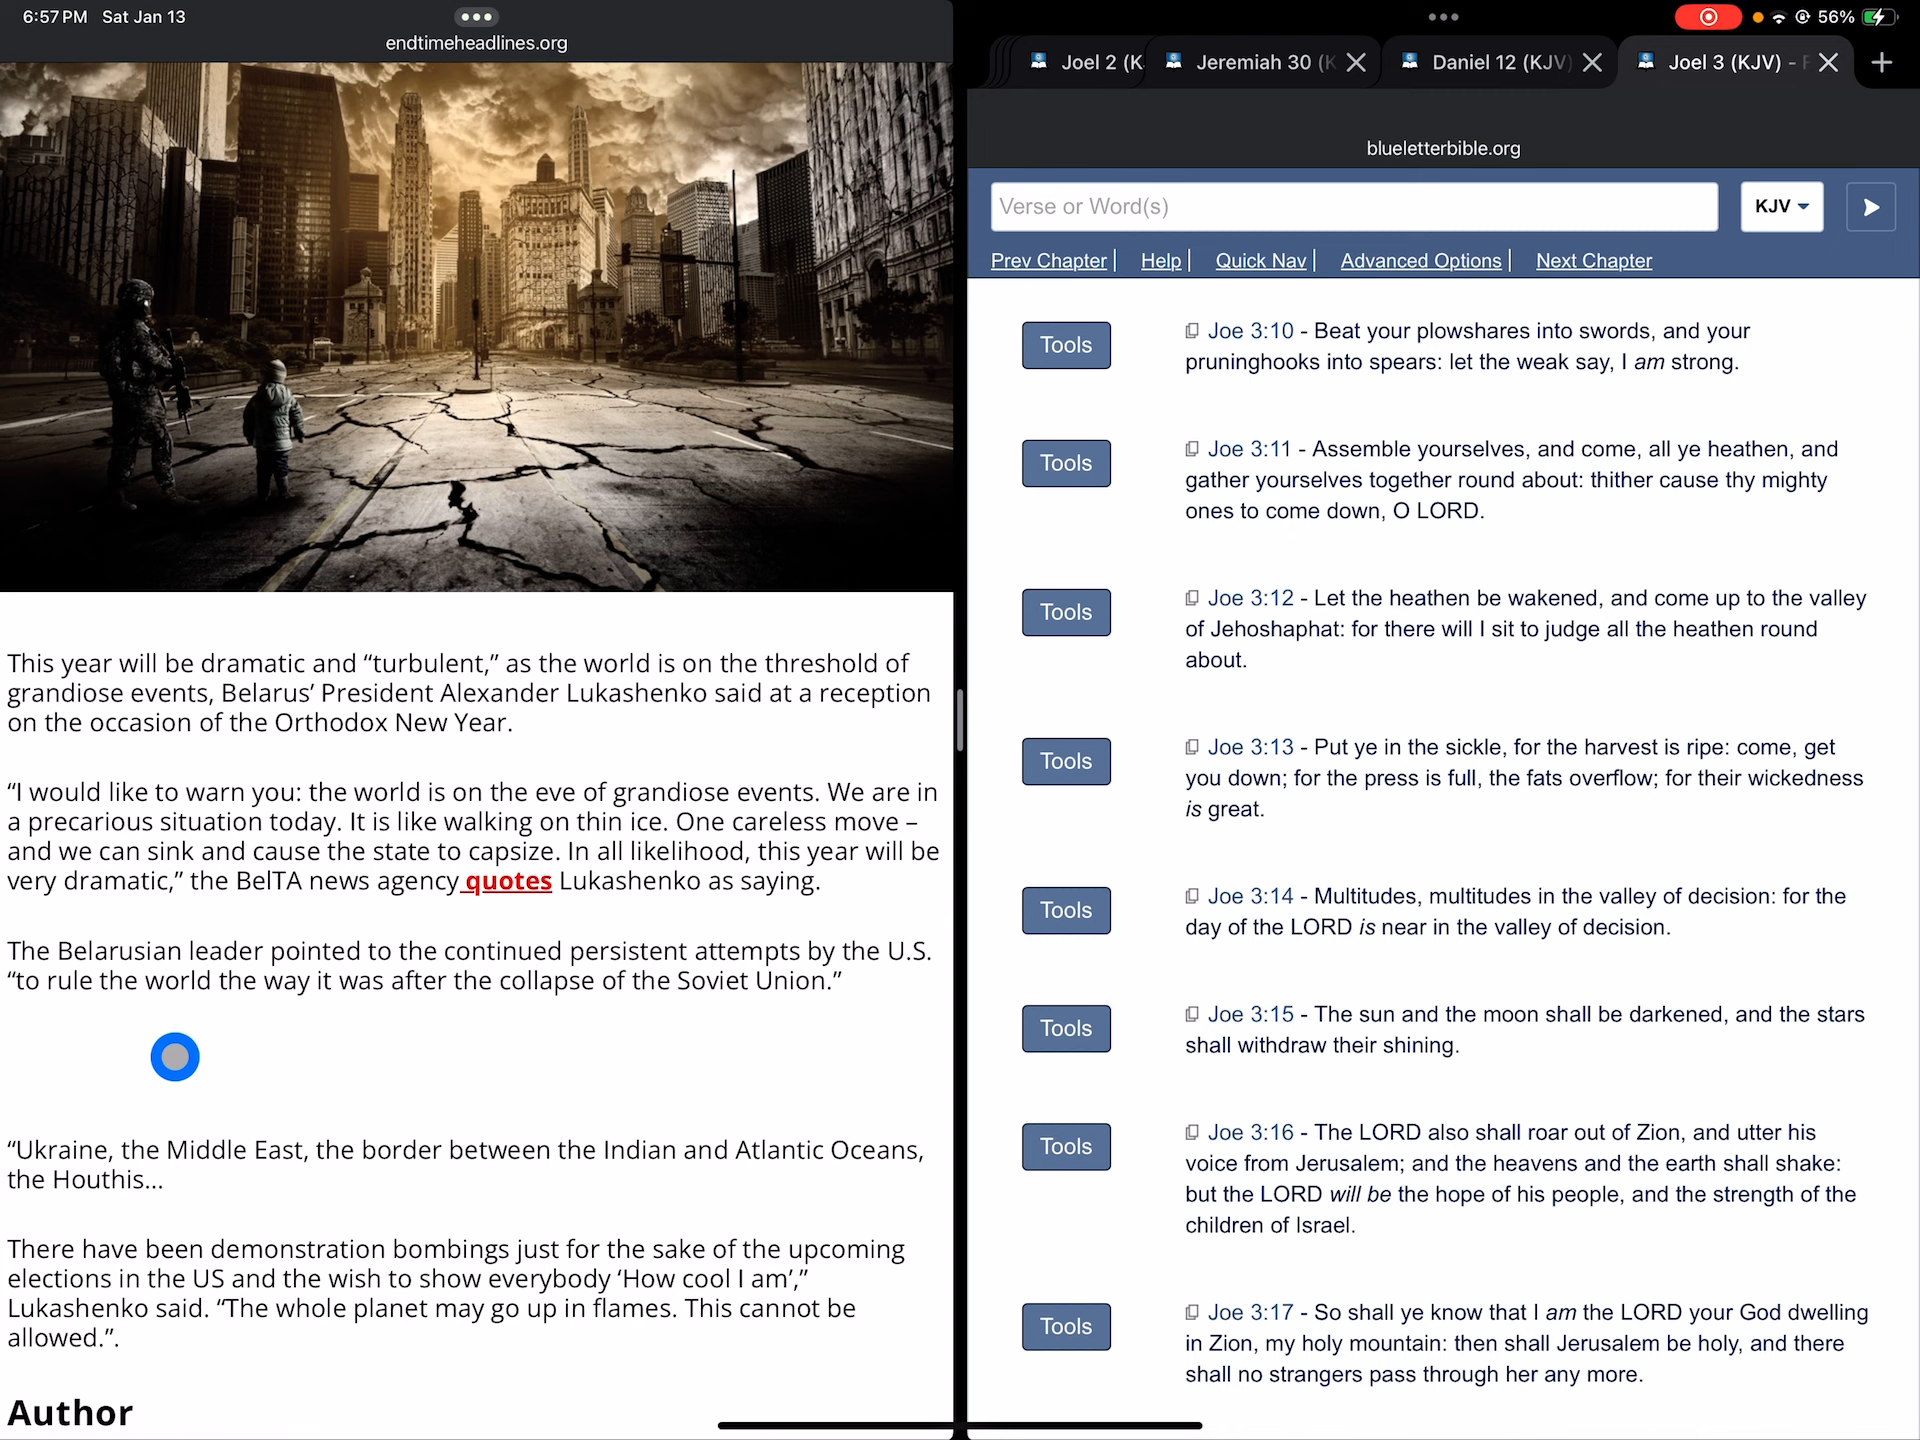 6:57 PM Sat Jan 13
endtimeheadlines.org
This year will be dramatic and “turbulent,” as the world is on the threshold of
grandiose events, Belarus’ President Alexander Lukashenko said at a reception
on the occasion of the Orthodox New Year.
“I would like to warn you: the world is on the eve of grandiose events. We are in
a precarious situation today. It is like walking on thin ice. One careless move –
and we can sink and cause the state to capsize. In all likelihood, this year will be
very dramatic,” the BelTA news agency quotes Lukashenko as saying.
The Belarusian leader pointed to the continued persistent attempts by the U.S.
“to rule the world the way it was after the collapse of the Soviet Union.”
“Ukraine, the Middle East, the border between the Indian and Atlantic Oceans,
the Houthis...
There have been demonstration bombings just for the sake of the upcoming
elections in the US and the wish to show everybody ‘How cool I am’,”
Lukashenko said. “The whole planet may go up in flames. This cannot be
allowed.”.
Author
56%
Joel 2 (K
Jeremiah 30 (K
Daniel 12 (KJV)
Joel 3 (KJV) -
blueletterbible.org
Verse or Word(s)
KJV
Prev Chapter | Help | Quick Nav | Advanced Options | Next Chapter
Tools
Joe 3:10 - Beat your plowshares into swords, and your
pruninghooks into spears: let the weak say, I am strong.
Tools
Joe 3:11 - Assemble yourselves, and come, all ye heathen, and
gather yourselves together round about: thither cause thy mighty
ones to come down, O LORD.
Tools
Joe 3:12 - Let the heathen be wakened, and come up to the valley
of Jehoshaphat: for there will I sit to judge all the heathen round
about.
Tools
Joe 3:13 - Put ye in the sickle, for the harvest is ripe: come, get
you down; for the press is full, the fats overflow; for their wickedness
is great.
Tools
Joe 3:14 - Multitudes, multitudes in the valley of decision: for the
day of the LORD is near in the valley of decision.
Tools
Joe 3:15 - The sun and the moon shall be darkened, and the stars
shall withdraw their shining.
Tools
Joe 3:16 - The LORD also shall roar out of Zion, and utter his
voice from Jerusalem; and the heavens and the earth shall shake:
but the LORD will be the hope of his people, and the strength of the
children of Israel.
Tools
Joe 3:17 - So shall ye know that I am the LORD your God dwelling
in Zion, my holy mountain: then shall Jerusalem be holy, and there
shall no strangers pass through her any more.